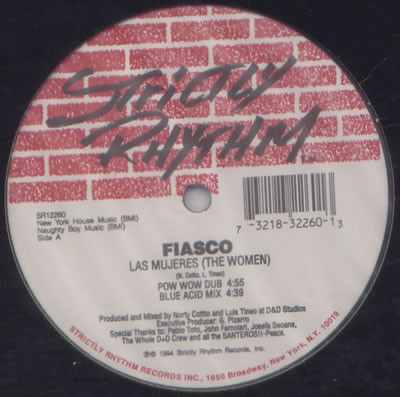 STRICTLY
RHYTHM.
SR12260
New York House Music (BMI)
Naughty Boy Music (BMI)
Side A
7 -3218-32260-1 3
FIASCO
LAS MUJERES (THE WOMEN)
(N. Cotto, L. Tineo)
POW WOW DUB 4:55
BLUE ACID MIX 4:39
Produced and Mixed by Norty Cottto and Luis Tineo at D&D Studios
Executive Producer: G. Pizarro
Special Thanks to: Pablo Toto, John Famolari, Josefa Seoane,
The Whole D+D Crew and all the SANTEROS!!-Peace.
℗© 1994 Strictly Rhythm Records, Inc.
STRICTLY RHYTHM RECORDS INC., 1650 Broadway, New York, N.Y. 10019